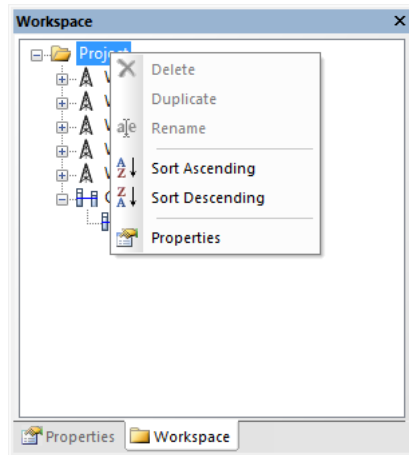 Workspace
Project
Delete
Duplicate
Rename
Sort Ascending
Sort Descending
Properties
Properties
Workspace